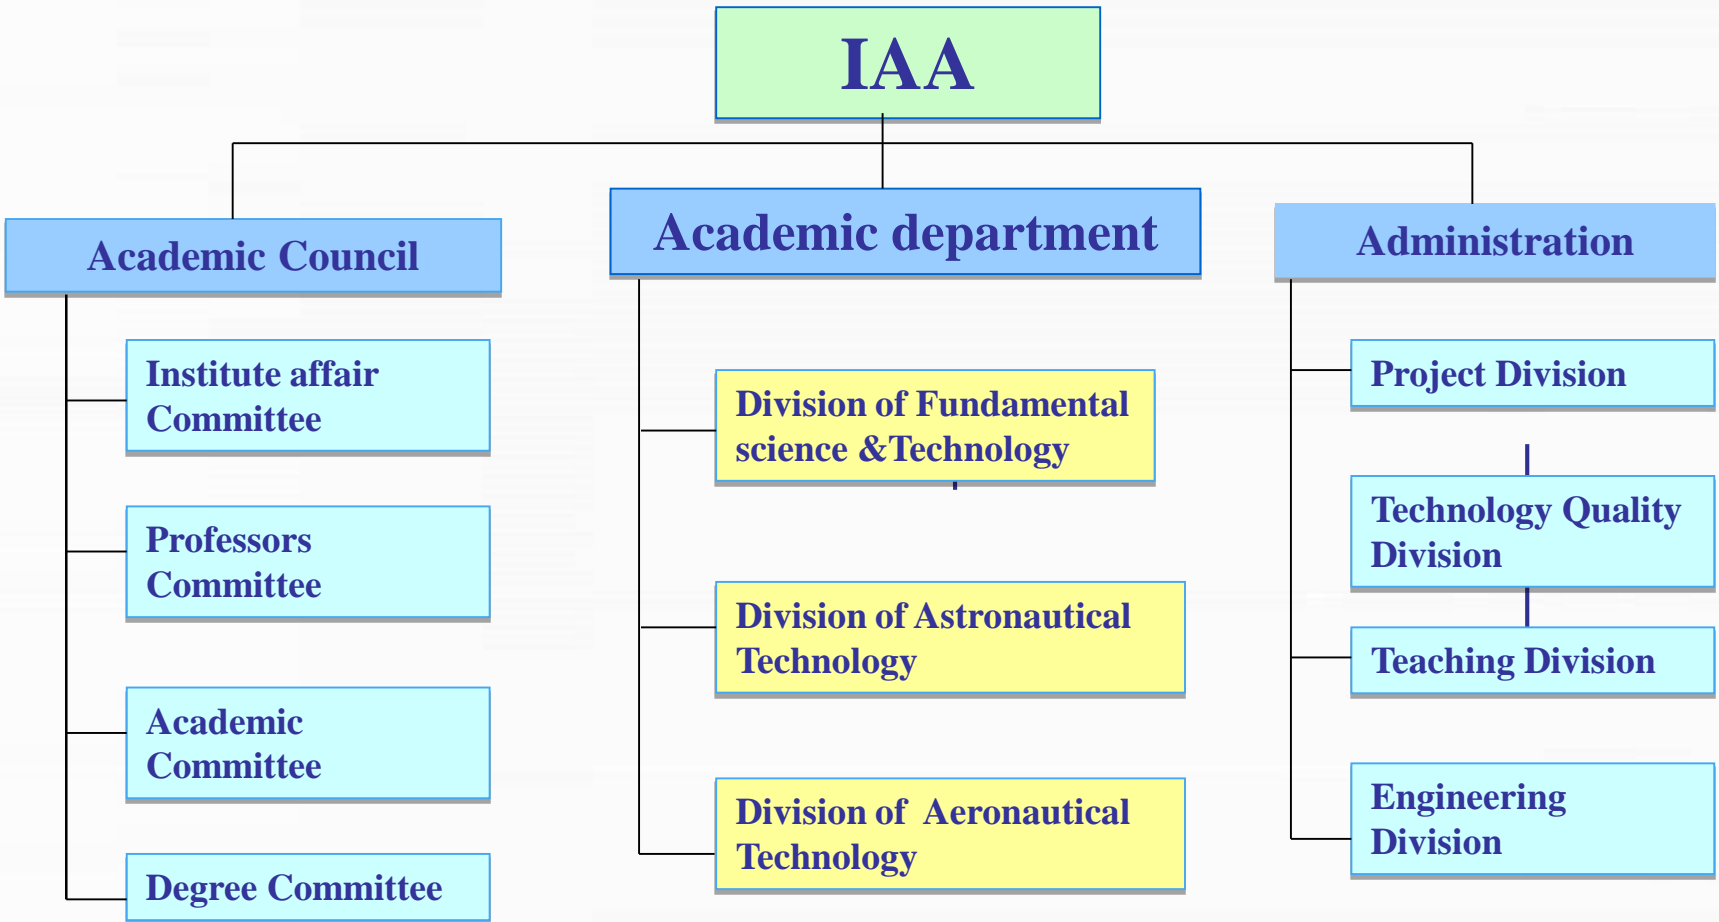 IAA
Academic Council
Institute affair
Committee
Professors
Committee
Academic
Committee
Degree Committee
Academic department
Division of Fundamental
science &Technology
Division of Astronautical
Technology
Division of  Aeronautical
Technology
Administration
Project Division
Technology Quality
Division
Teaching Division
Engineering
Division